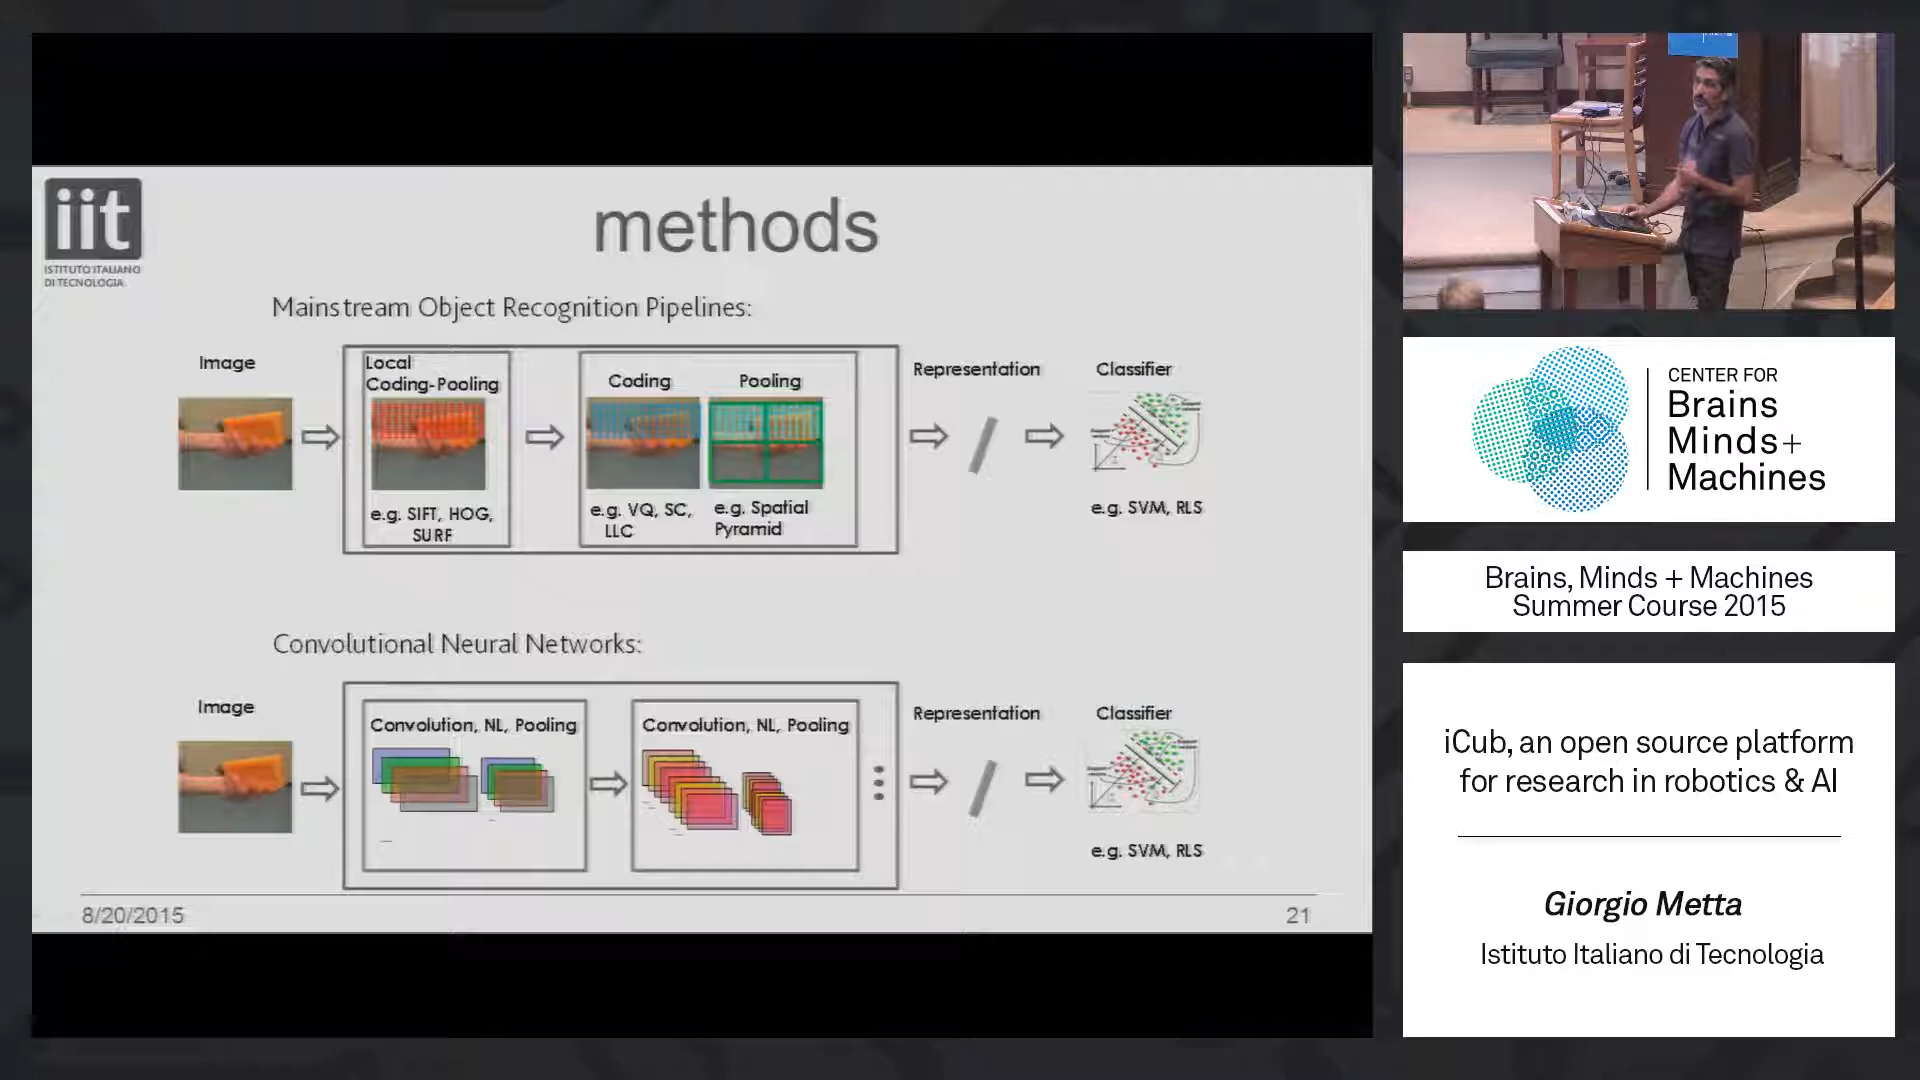 iit
ISTITUTO ITALIANO
DI TECNOLOGIA
methods
Mainstream Object Recognition Pipelines:
Image
Local
Coding-Pooling
e.g. SIFT, HOG,
SURF
Coding
e.g. VQ, SC,
LLC
Pooling
e.g. Spatial
Pyramid
Representation
Classifier
e.g. SVM, RLS
Convolutional Neural Networks:
Image
Convolution, NL, Pooling
Convolution, NL, Pooling
Representation
Classifier
e.g. SVM, RLS
8/20/2015
21
CENTER FOR
Brains
Minds+
Machines
Brains, Minds + Machines
Summer Course 2015
iCub, an open source platform
for research in robotics & AI
Giorgio Metta
Istituto Italiano di Tecnologia